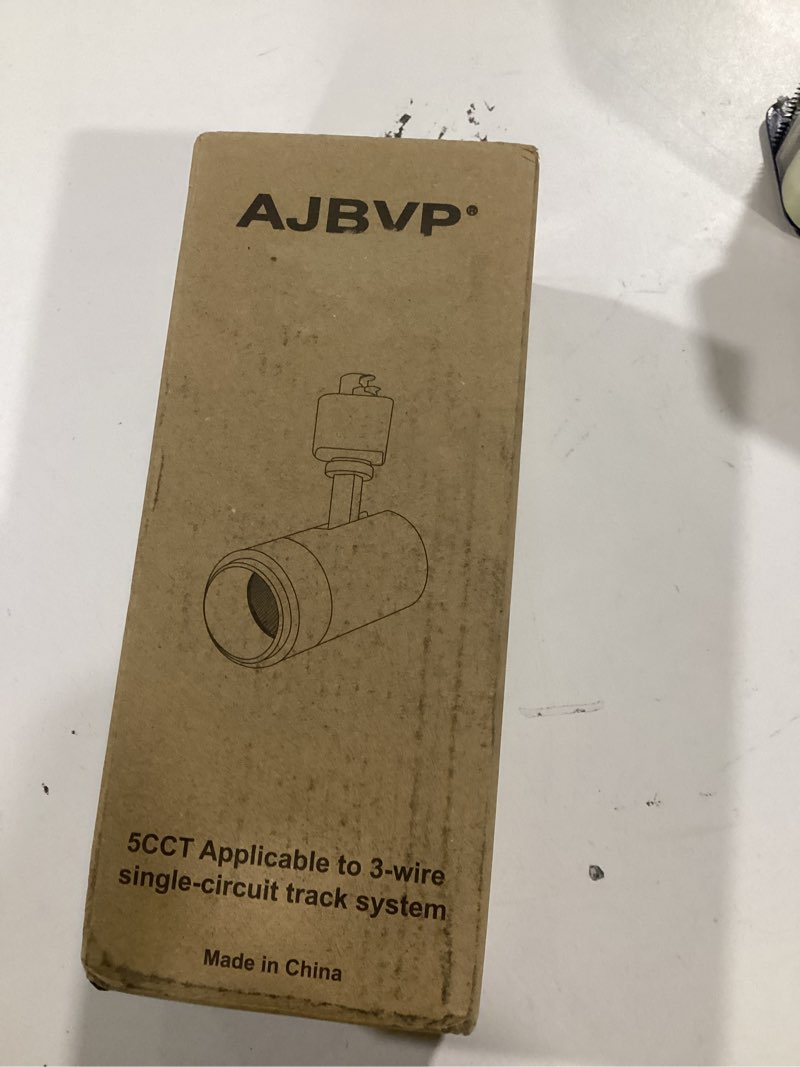 AJBVP®
5CCT Applicable to 3-wire
single-circuit track system
Made in China